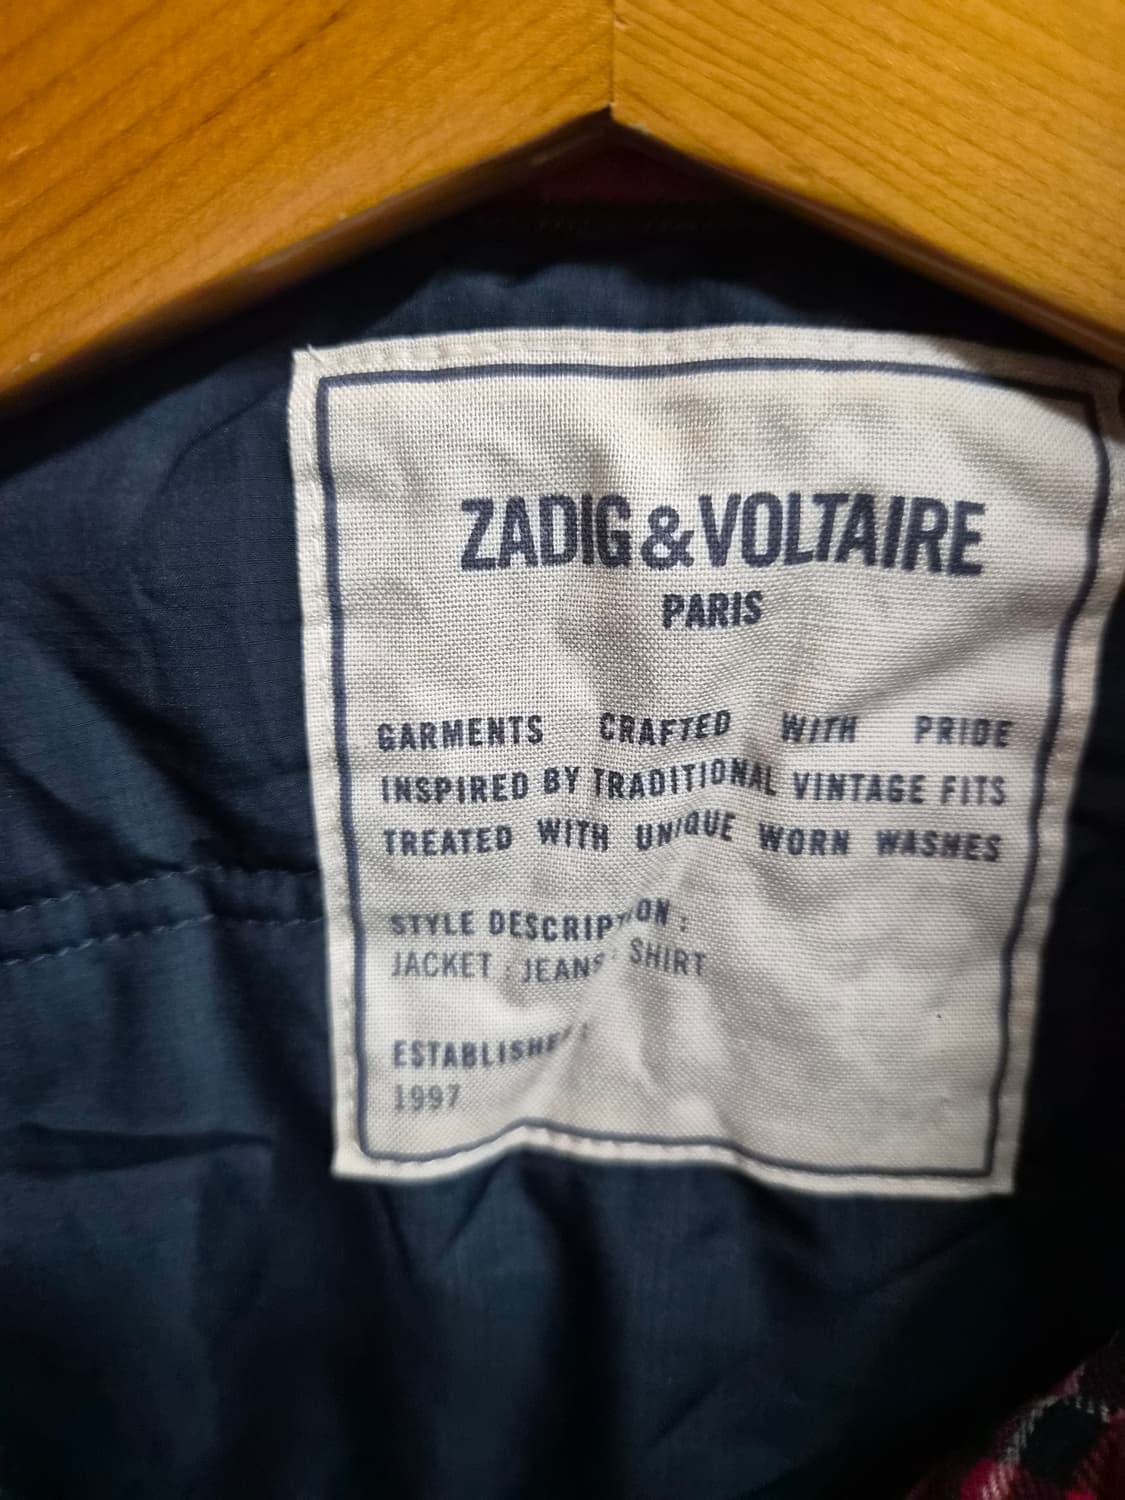 ZADIG&VOLTAIRE
PARIS
GARMENTS CRAFTED WITH PRIDE
INSPIRED BY TRADITIONAL VINTAGE FITS
TREATED WITH UNIQUE WORN WASHES
STYLE DESCRIPTION :
JACKET : JEANS : SHIRT
1997